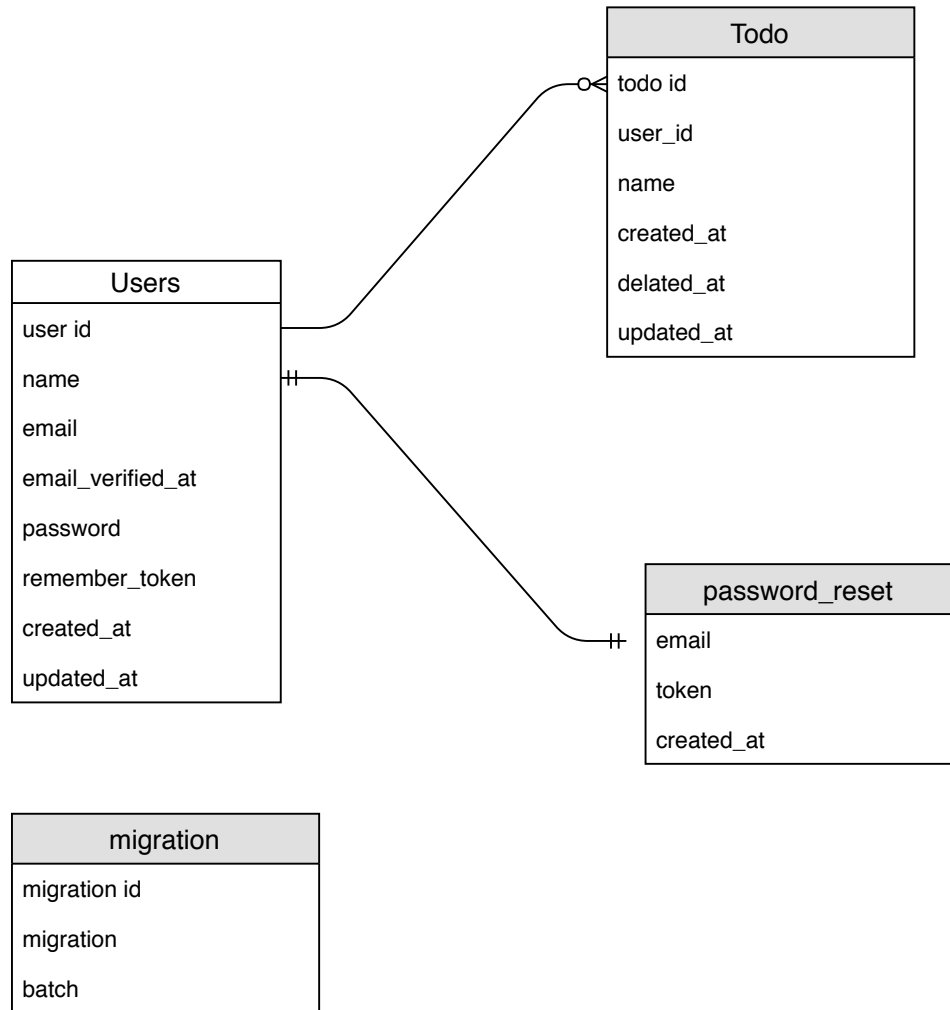 Todo
todo id
user_id
name
created_at
delated_at
updated_at
Users
user id
name
email
email_verified_at
password
remember_token
created_at
updated_at
password_reset
email
token
created_at
migration
migration id
migration
batch